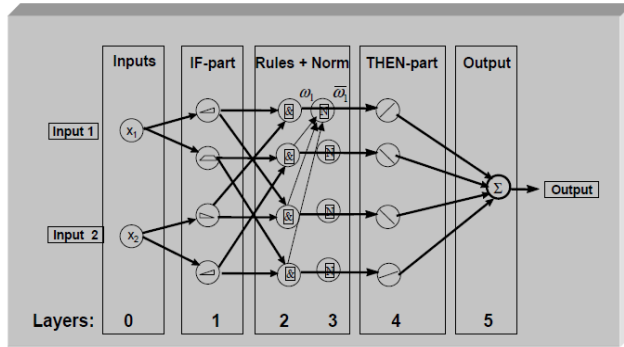 Inputs IF-part Rules + Norm THEN-part Output
ω1 ω̅1
Input 1 x1 & N
& N
Σ Output
Input 2 x2 & N
& N
Layers: 0 1 2 3 4 5